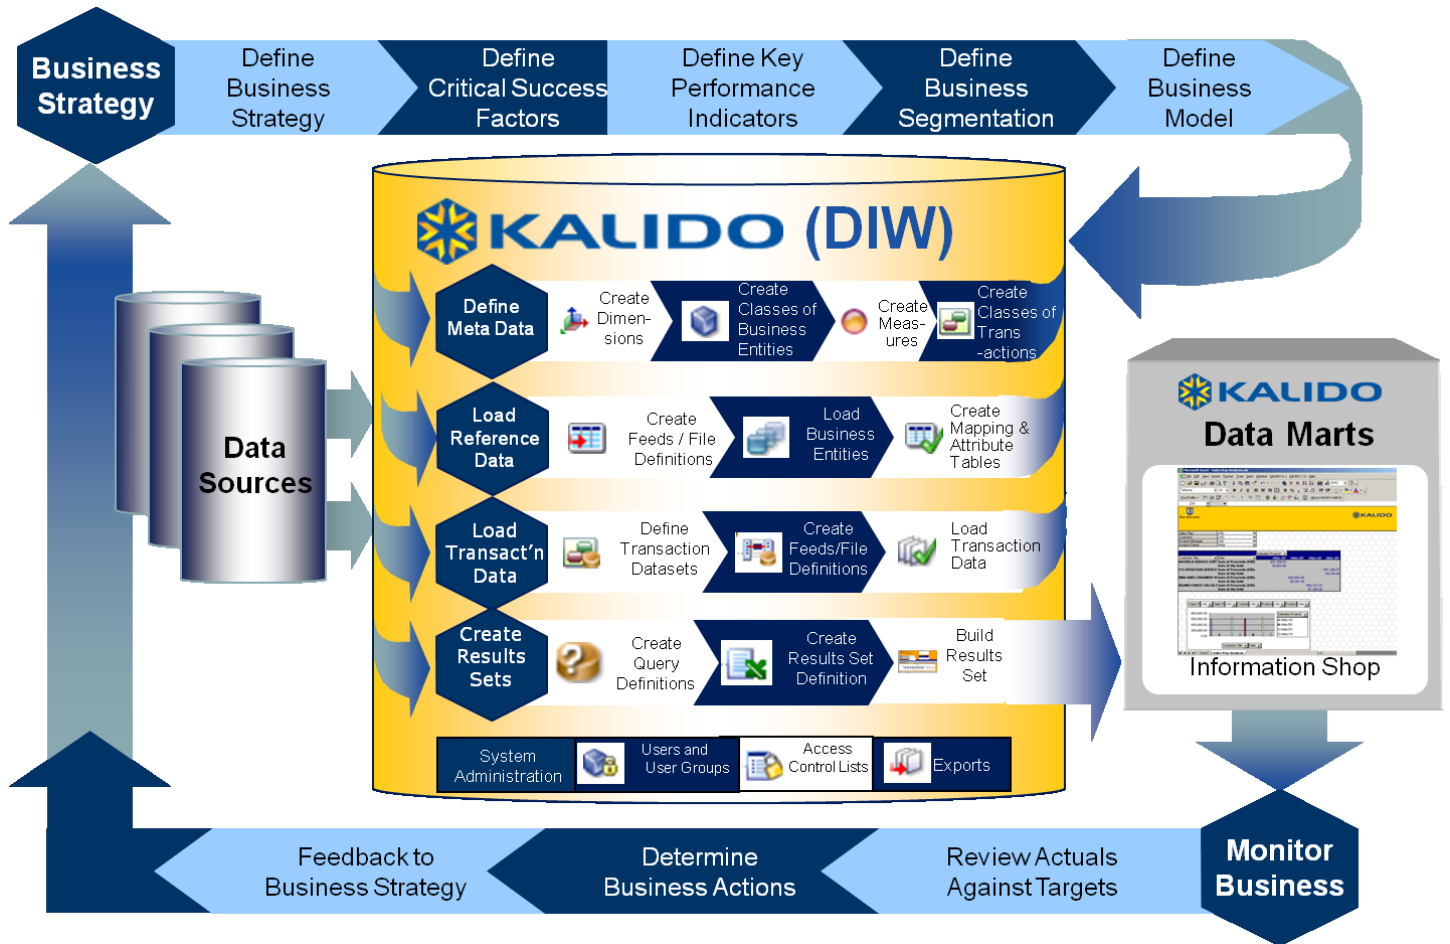 Business
Strategy
Define
Business
Strategy
Define
Critical Success
Factors
Define Key
Performance
Indicators
Define
Business
Segmentation
Define
Business
Model
KALIDO (DIW)
Define
Meta Data
Create
Dimen-
sions
Create
Classes of
Business
Entities
Create
Meas-
ures
Create
Classes of
Trans
-actions
Load
Reference
Data
Create
Feeds / File
Definitions
Load
Business
Entities
Create
Mapping &
Attribute
Tables
Load
Transact'n
Data
Define
Transaction
Datasets
Create
Feeds/File
Definitions
Load
Transaction
Data
Create
Results
Sets
Create
Query
Definitions
Create
Results Set
Definition
Build
Results
Set
System
Administration
Users and
User Groups
Access
Control Lists
Exports
Data
Sources
KALIDO
Data Marts
KALIDO
Information Shop
Monitor
Business
Review Actuals
Against Targets
Determine
Business Actions
Feedback to
Business Strategy